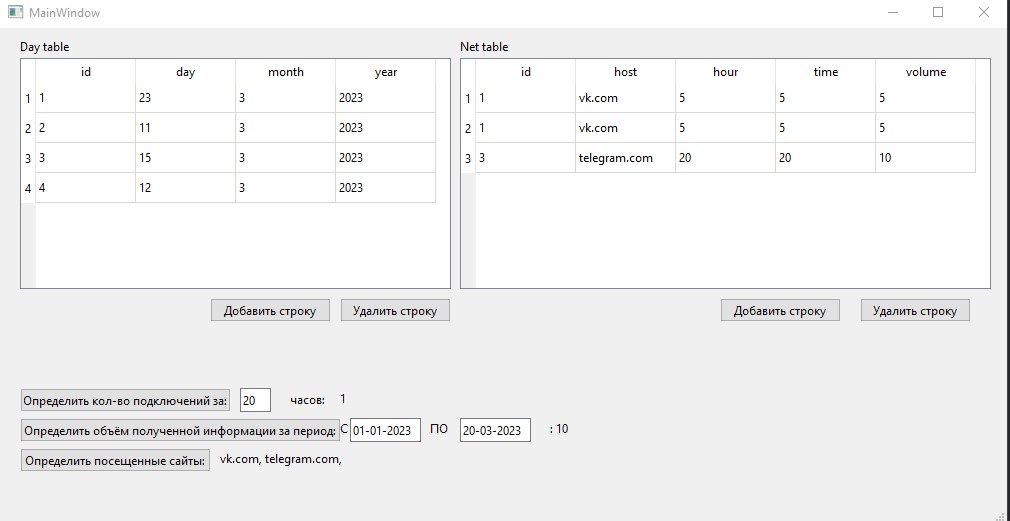 MainWindow
Day table Net table
id day month year id host hour time volume
1 1 23 3 2023 1 1 vk.com 5 5 5
2 2 11 3 2023 2 1 vk.com 5 5 5
3 3 15 3 2023 3 3 telegram.com 20 20 10
4 4 12 3 2023
Добавить строку Удалить строку Добавить строку Удалить строку
Определить кол-во подключений за: 20 часов: 1
Определить объём полученной информации за период: С 01-01-2023 ПО 20-03-2023 : 10
Определить посещенные сайты: vk.com, telegram.com,